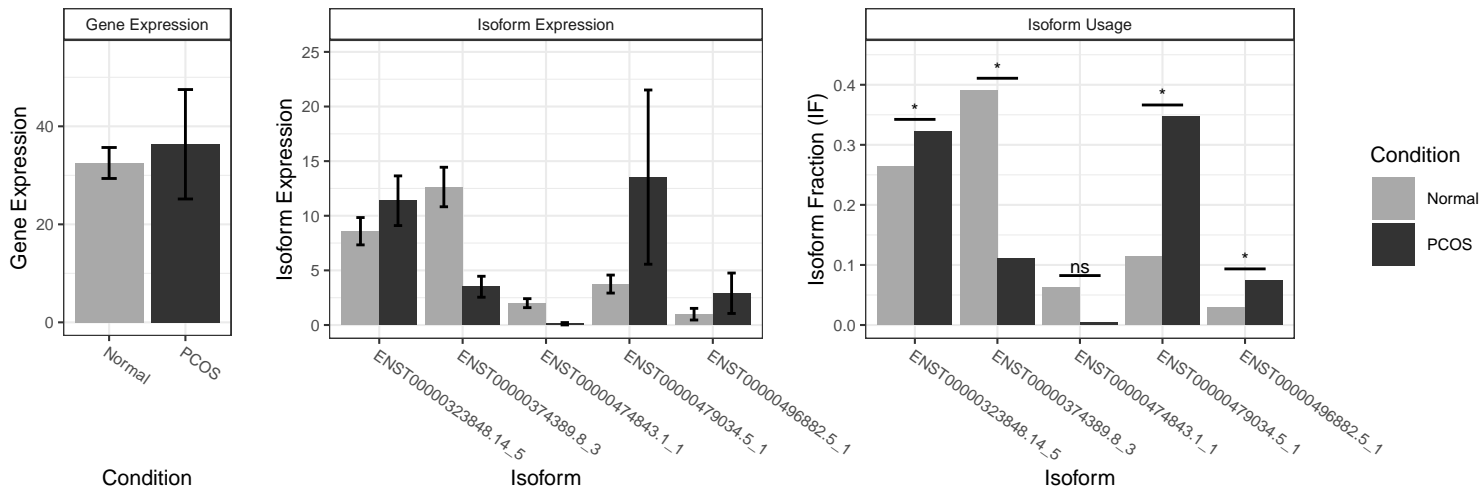 Gene Expression
Gene Expression
40
20
0
Normal
PCOS
Condition
Isoform Expression
Isoform Expression
25
20
15
10
5
0
ENST00000323848.14_5
ENST00000374389.8_3
ENST00000474843.1_1
ENST00000479034.5_1
ENST00000496882.5_1
Isoform
Isoform Usage
Isoform Fraction (IF)
0.4
0.3
0.2
0.1
0.0
*
*
ns
*
*
ENST00000323848.14_5
ENST00000374389.8_3
ENST00000474843.1_1
ENST00000479034.5_1
ENST00000496882.5_1
Isoform
Condition
Normal
PCOS